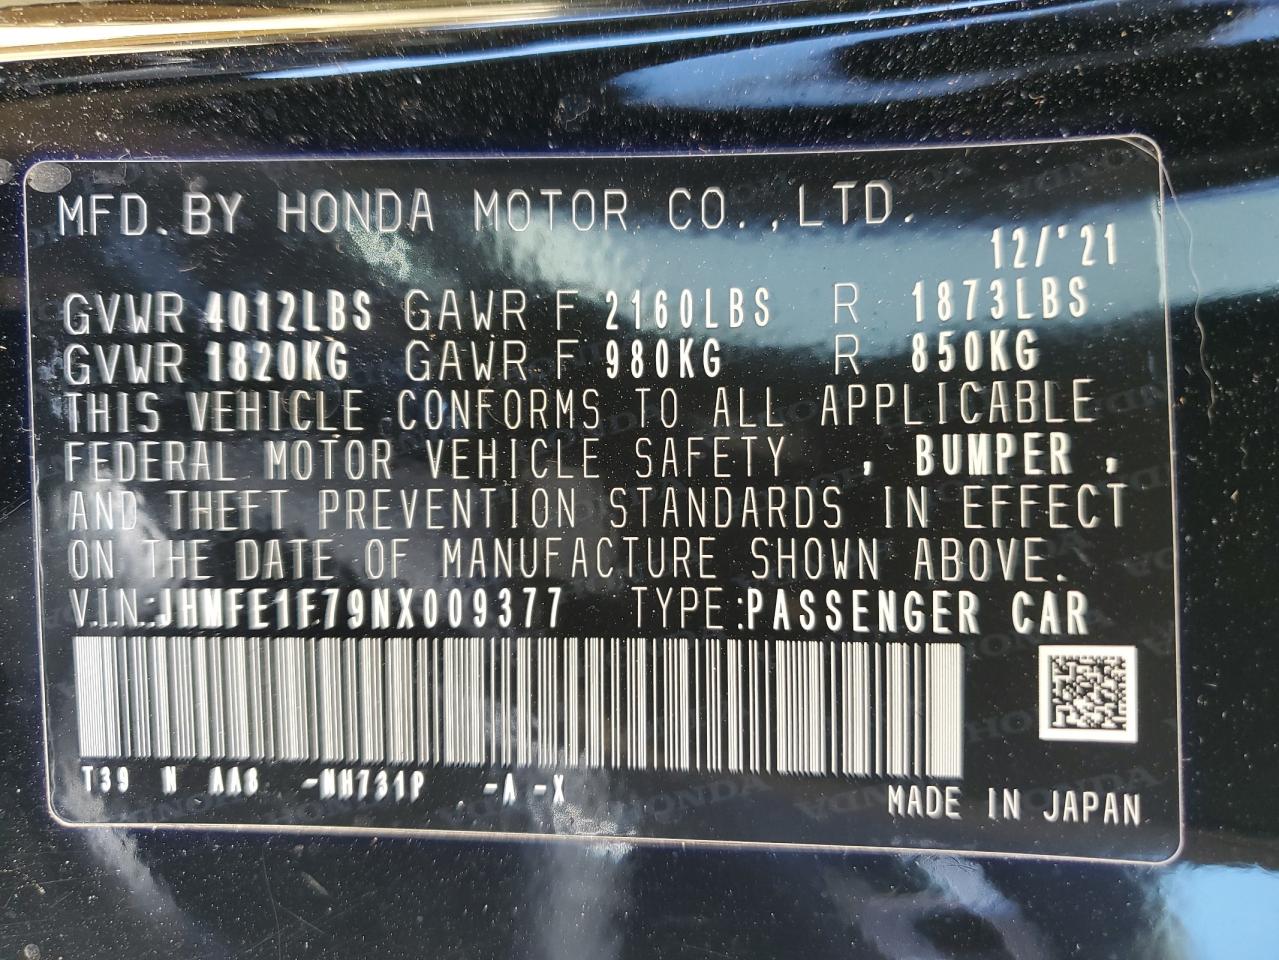 MFD.BY HONDA MOTOR CO.,LTD.
12/'21
GVWR 4012LBS GAWR F 2160LBS R 1873LBS
GVWR 1820KG GAWR F 980KG R 850KG
THIS VEHICLE CONFORMS TO ALL APPLICABLE
FEDERAL MOTOR VEHICLE SAFETY , BUMPER ,
AND THEFT PREVENTION STANDARDS IN EFFECT
ON THE DATE OF MANUFACTURE SHOWN ABOVE.
V.I.N.:JHMFE1F79NX009377 TYPE:PASSENGER CAR
T39 N AA6 -NH731P -A -X
MADE IN JAPAN